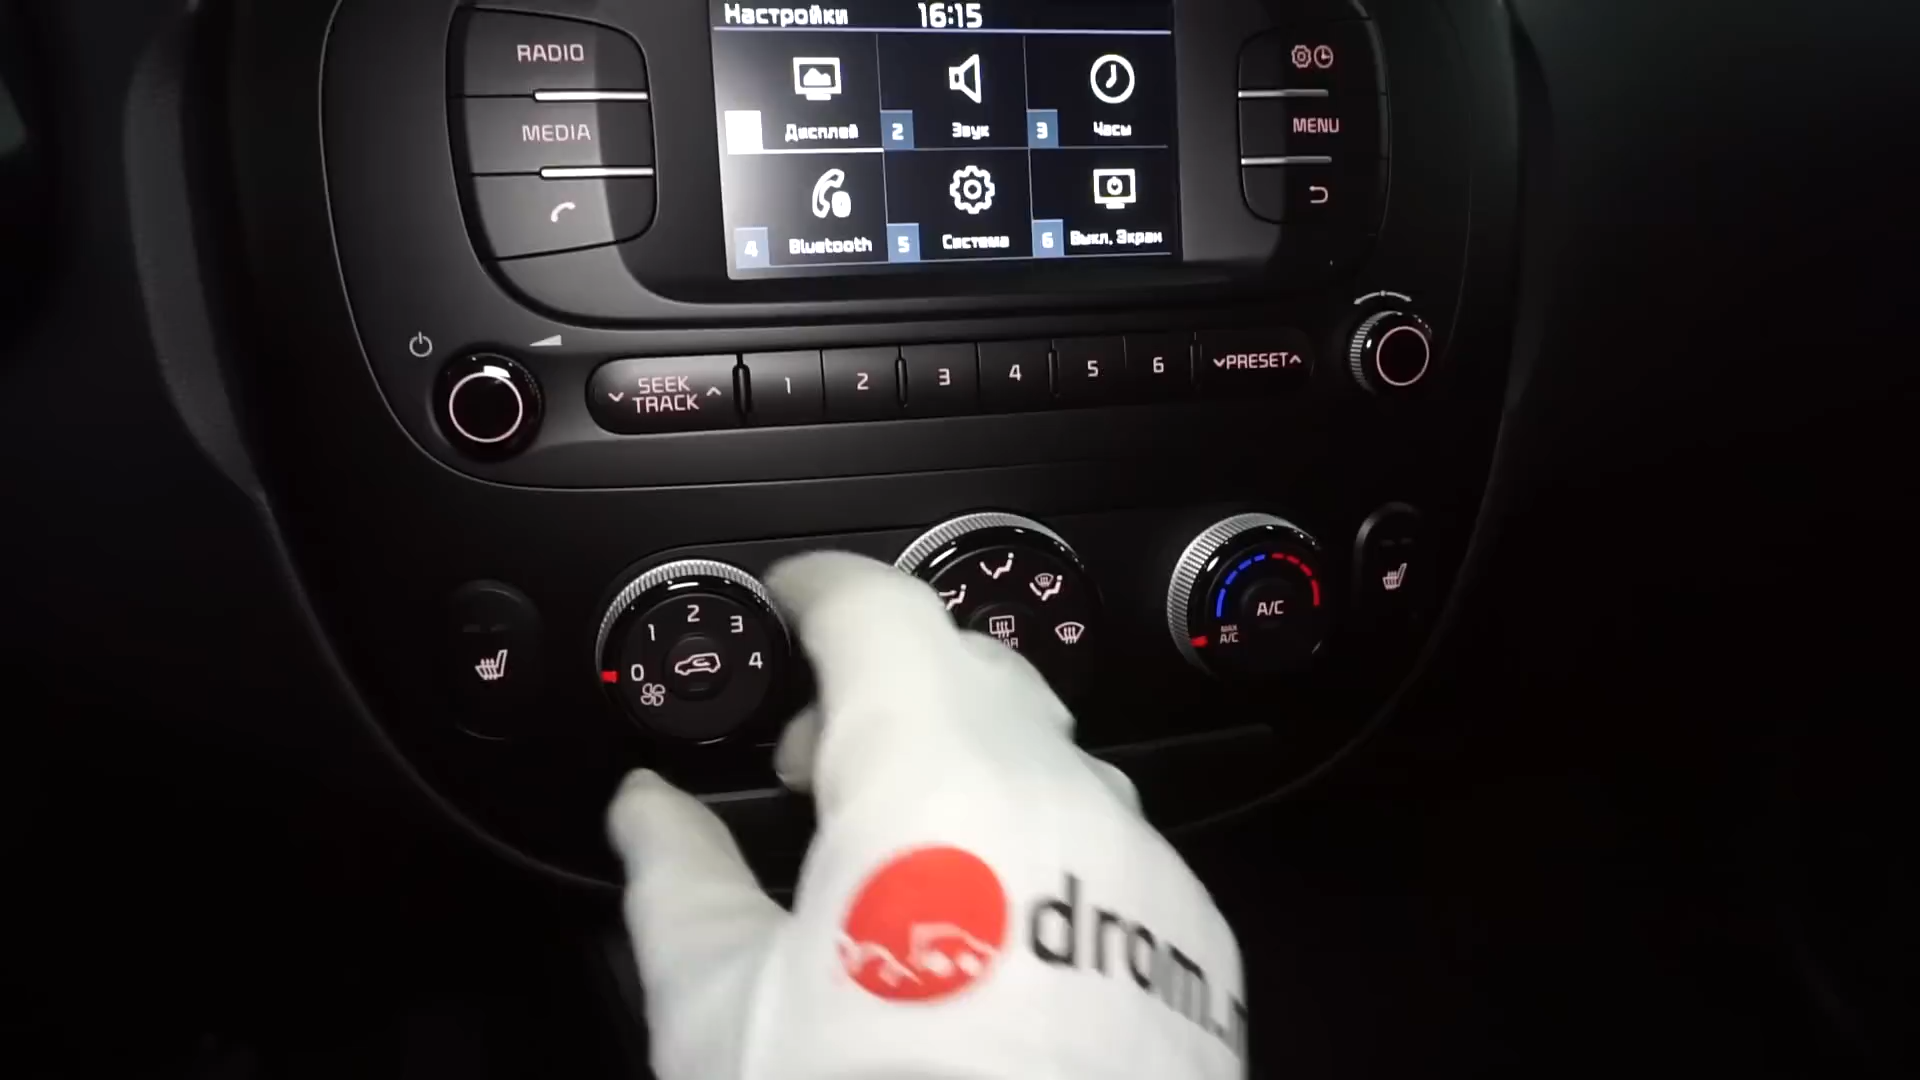 Настройки 16:15
RADIO
MEDIA
MENU
Дисплей
2 Звук
3 Часы
4 Bluetooth
5 Система
6 Выкл. Экран
SEEK
TRACK
1 2 3 4 5 6
PRESET
0 1 2 3 4
A/C
MAX
A/C
drom.